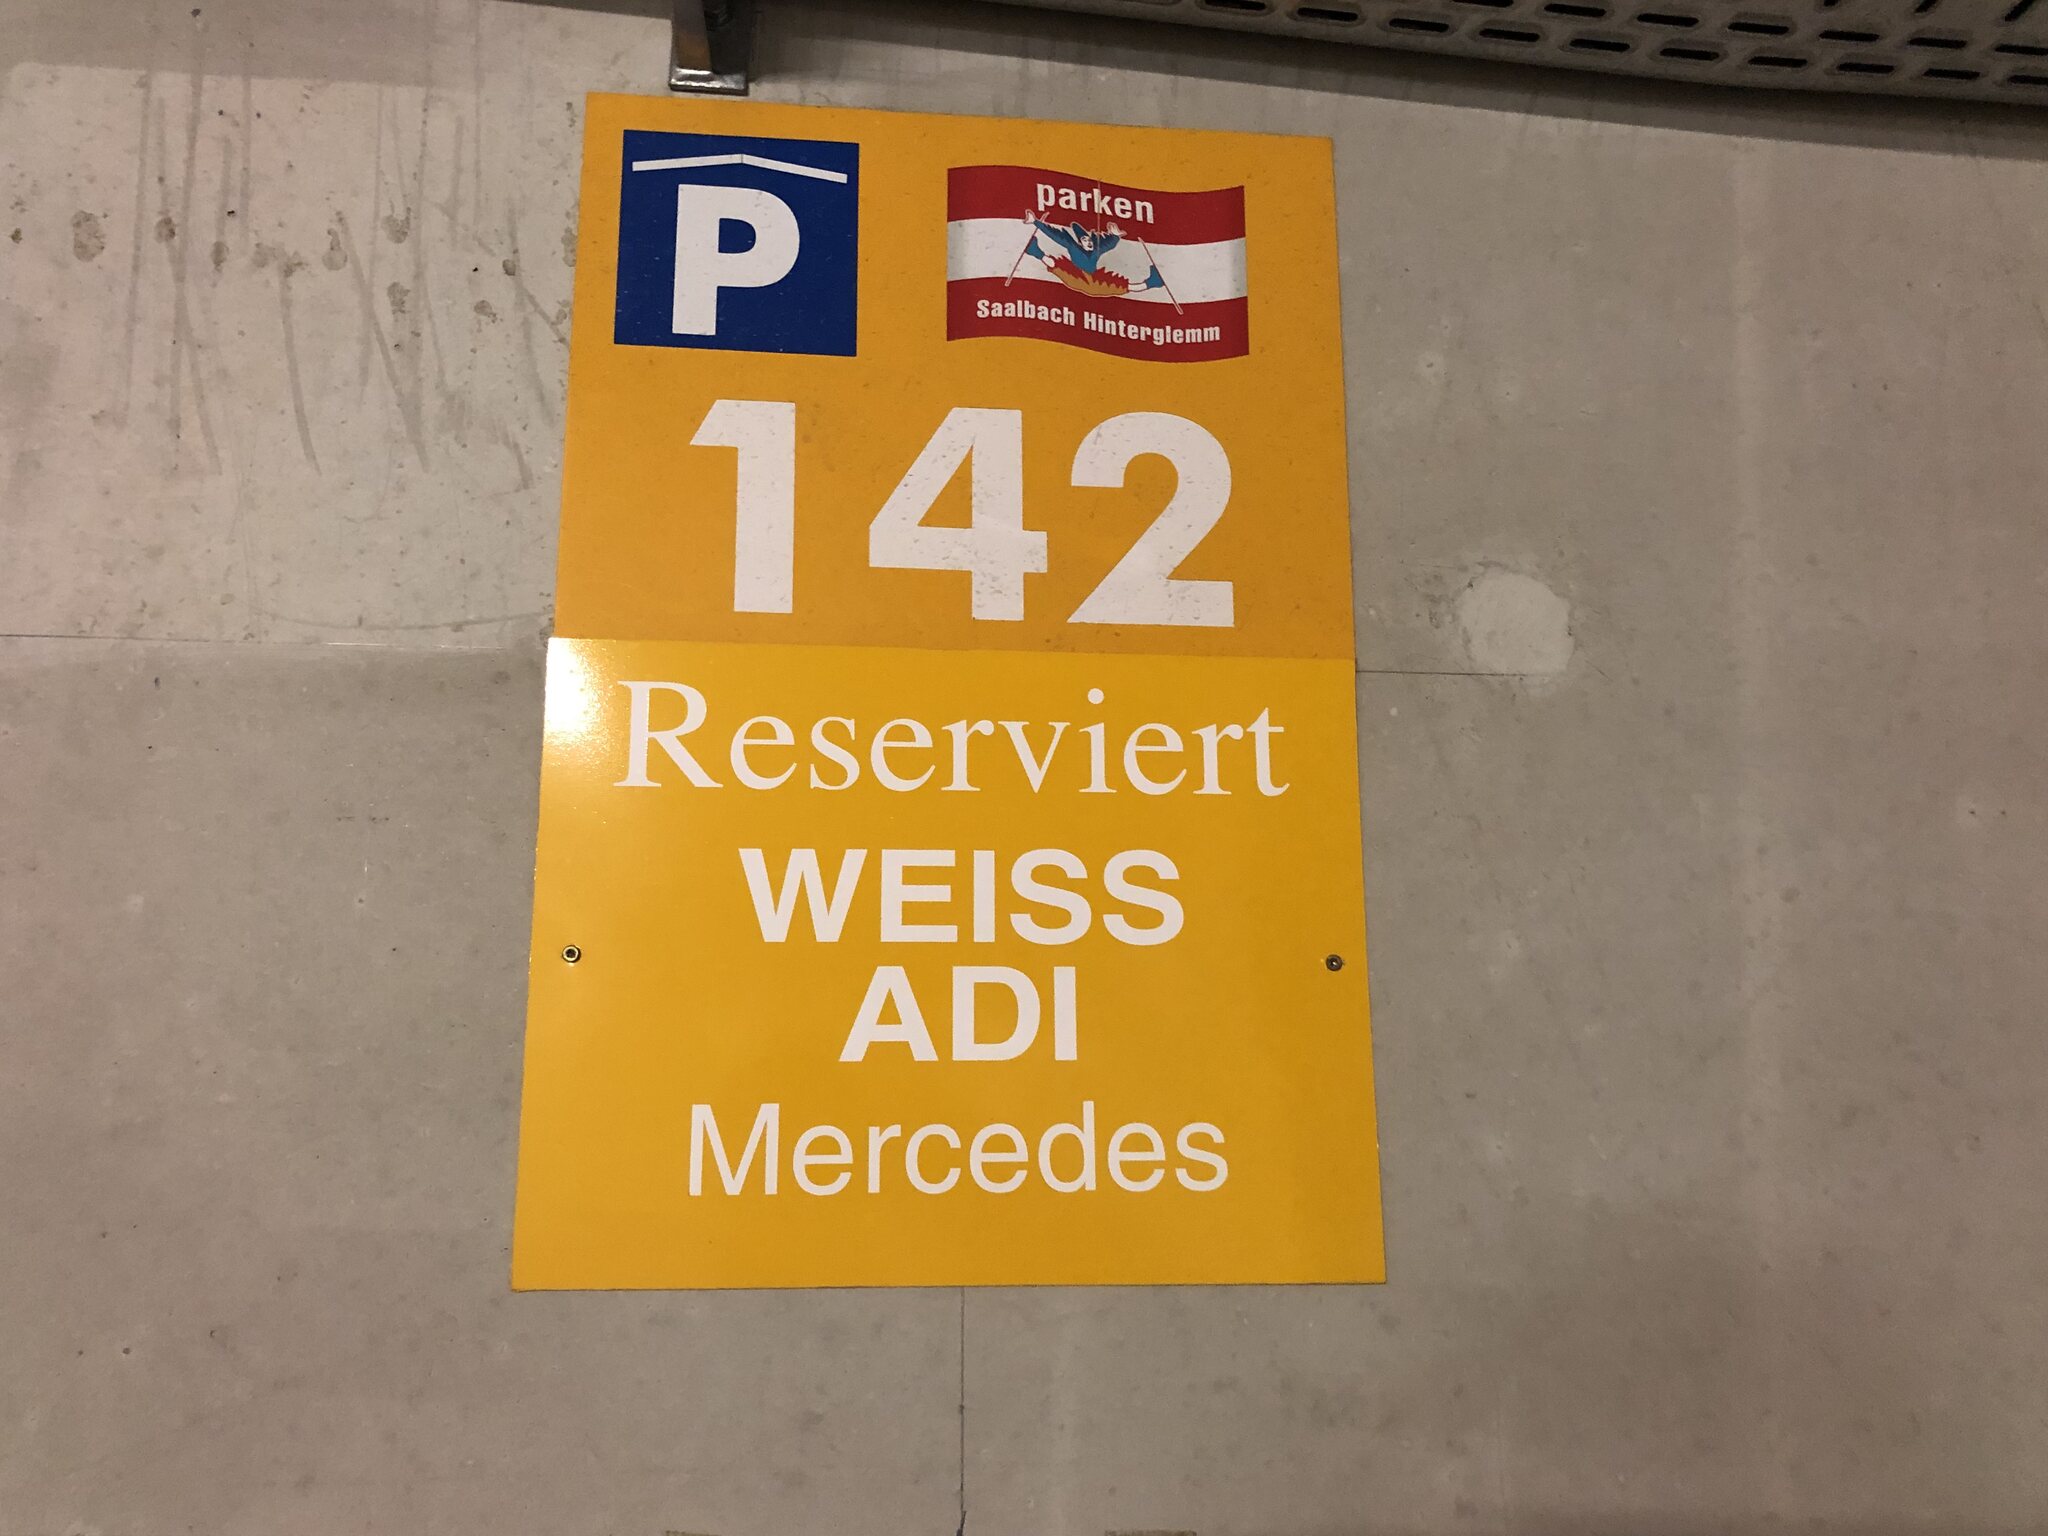 P
parken
Saalbach Hinterglemm
142
Reserviert
WEISS
ADI
Mercedes